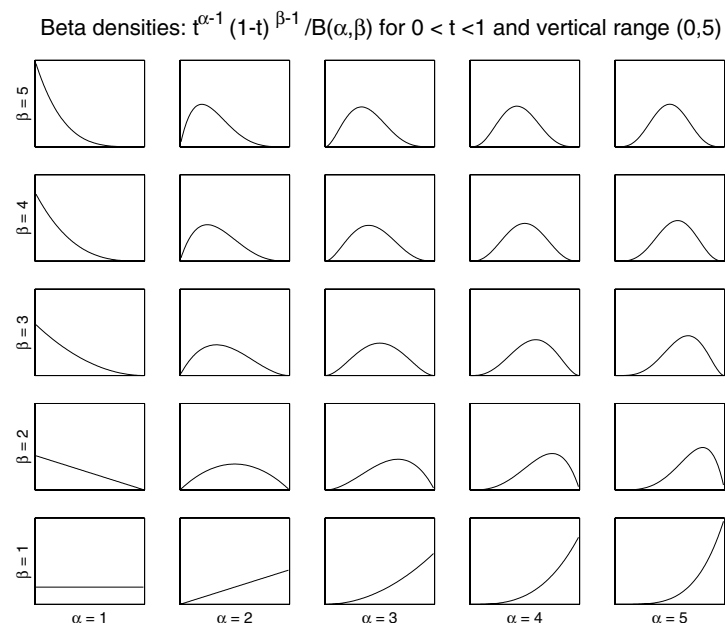 Beta densities: t^α-1 (1-t)^β-1 /B(α,β) for 0 < t <1 and vertical range (0,5)
β = 5
β = 4
β = 3
β = 2
β = 1
α = 1
α = 2
α = 3
α = 4
α = 5